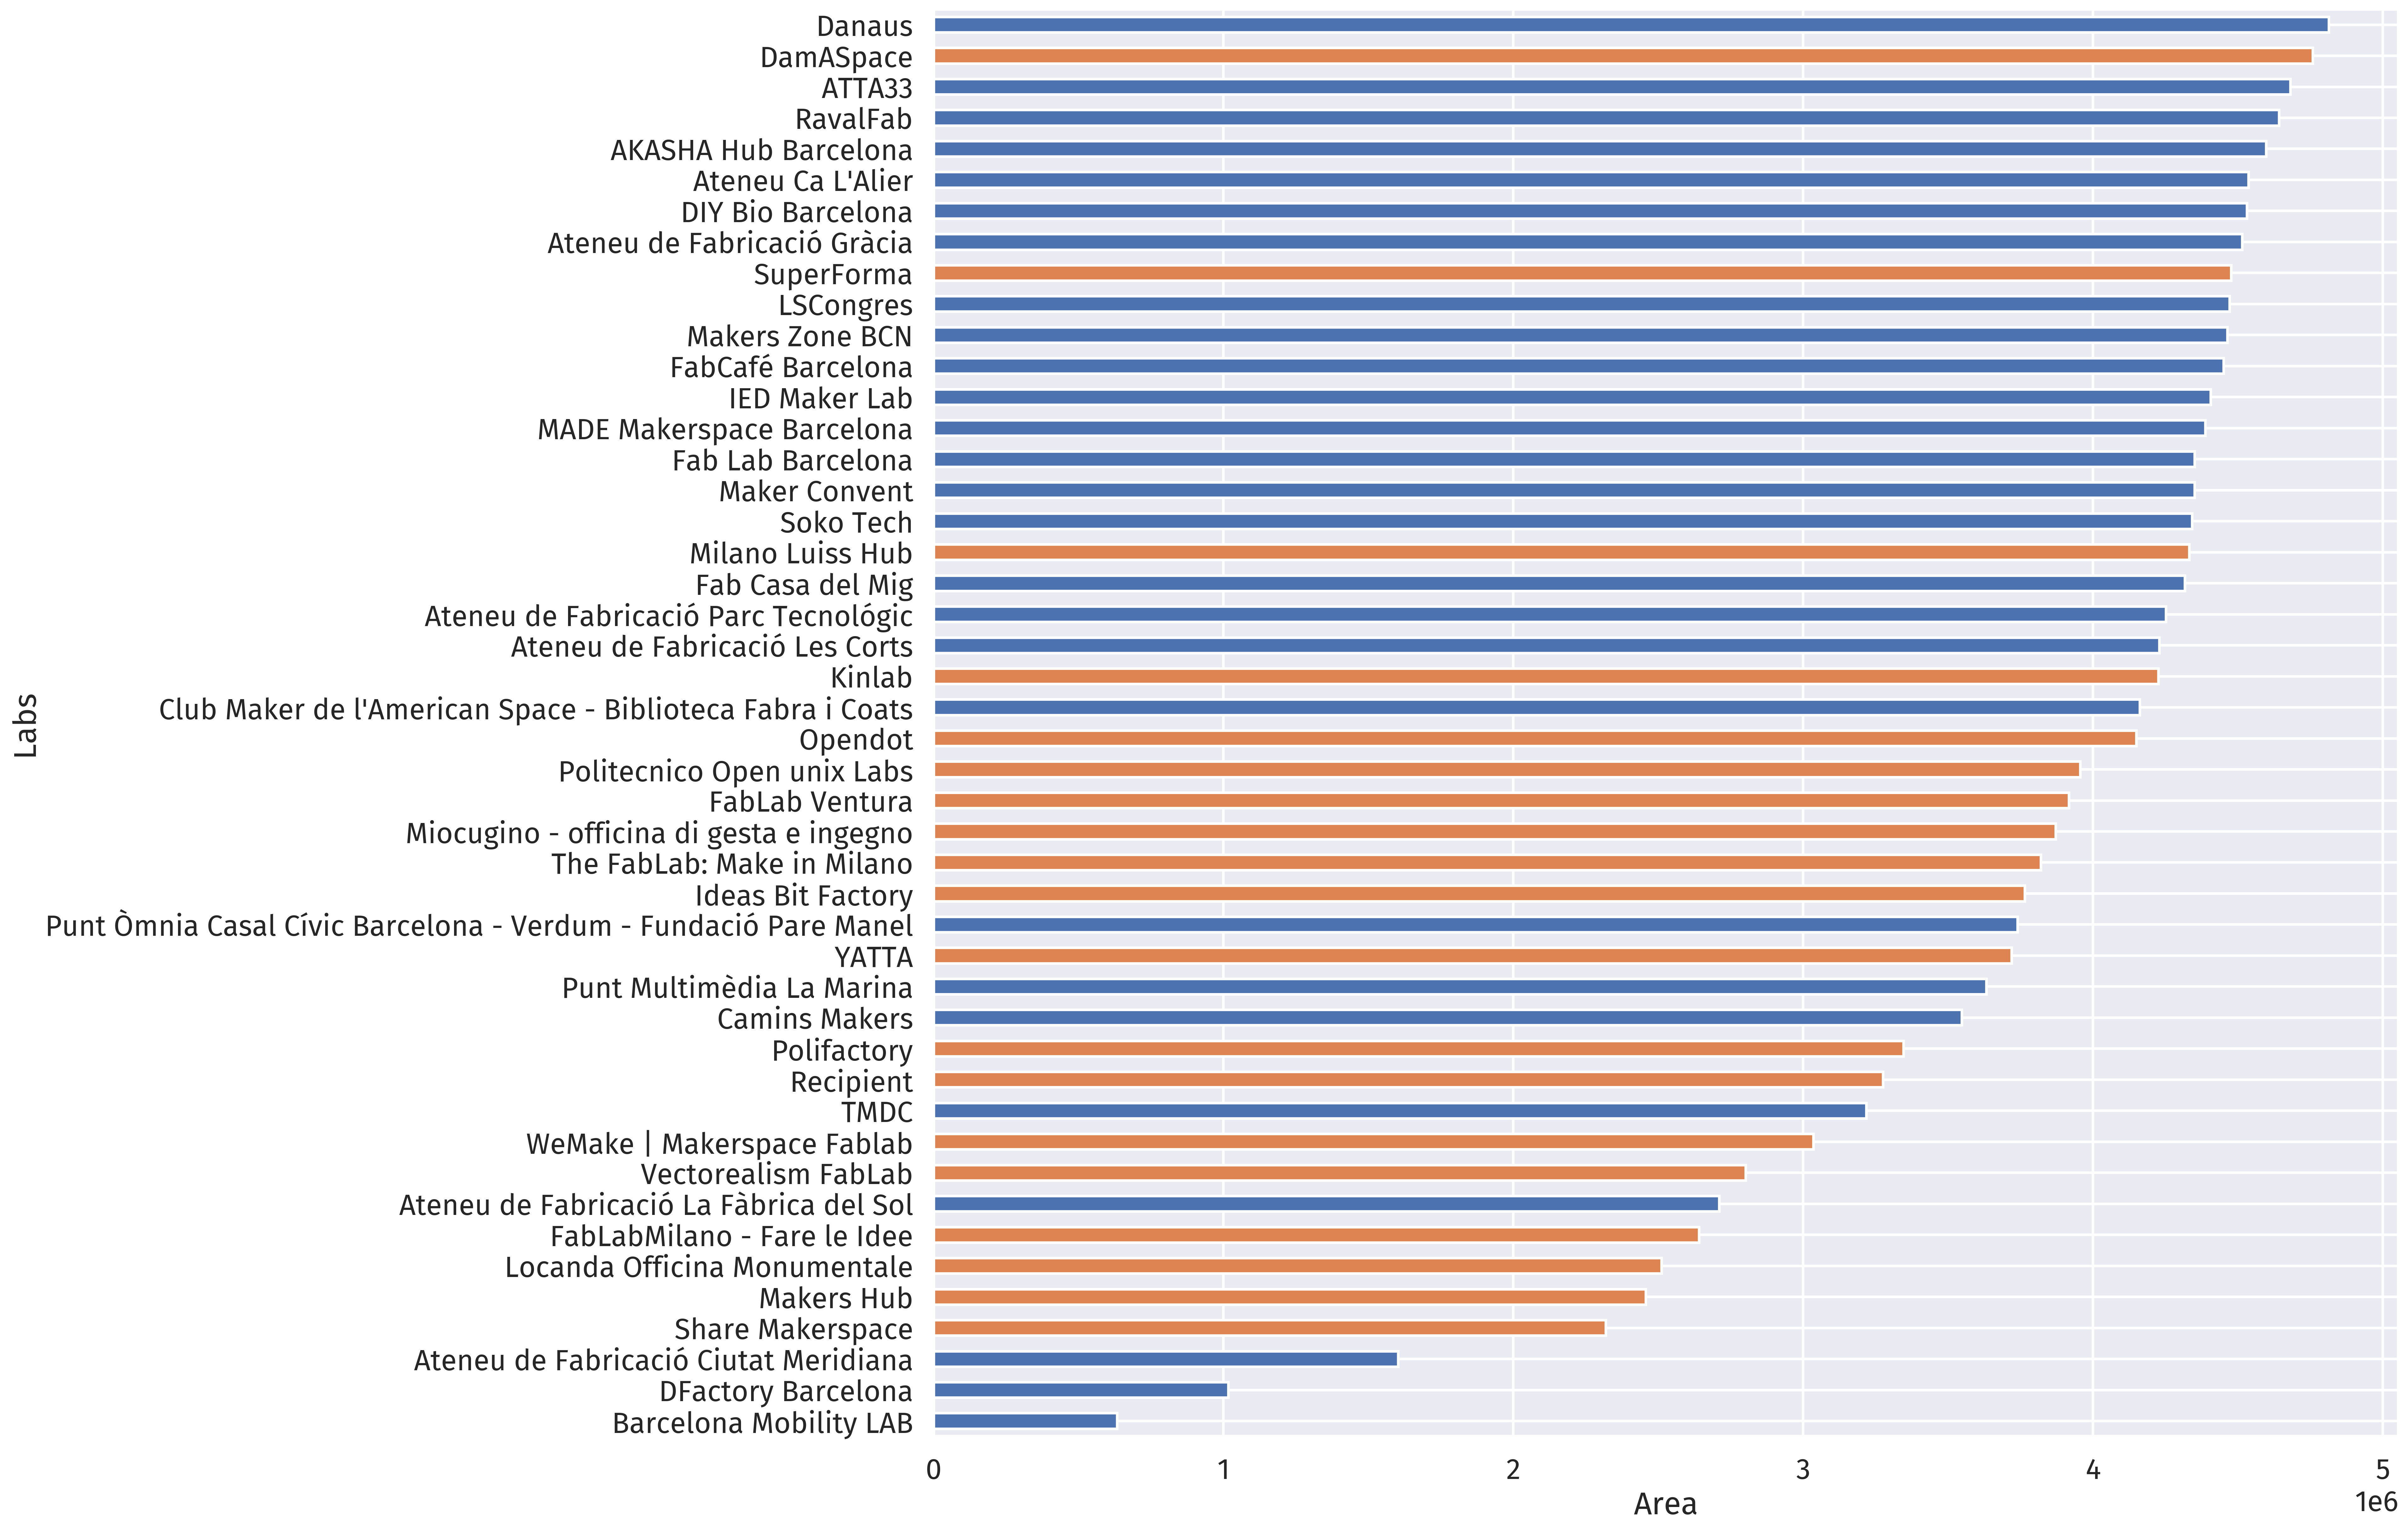 Danaus
DamASpace
ATTA33
RavalFab
AKASHA Hub Barcelona
Ateneu Ca L'Alier
DIY Bio Barcelona
Ateneu de Fabricació Gràcia
SuperForma
LSCongres
Makers Zone BCN
FabCafé Barcelona
IED Maker Lab
MADE Makerspace Barcelona
Fab Lab Barcelona
Maker Convent
Soko Tech
Milano Luiss Hub
Fab Casa del Mig
Ateneu de Fabricació Parc Tecnológic
Ateneu de Fabricació Les Corts
Kinlab
Club Maker de l'American Space - Biblioteca Fabra i Coats
Opendot
Politecnico Open unix Labs
FabLab Ventura
Miocugino - officina di gesta e ingegno
The FabLab: Make in Milano
Ideas Bit Factory
Punt Òmnia Casal Cívic Barcelona - Verdum - Fundació Pare Manel
YATTA
Punt Multimèdia La Marina
Camins Makers
Polifactory
Recipient
TMDC
WeMake | Makerspace Fablab
Vectorealism FabLab
Ateneu de Fabricació La Fàbrica del Sol
FabLabMilano - Fare le Idee
Locanda Officina Monumentale
Makers Hub
Share Makerspace
Ateneu de Fabricació Ciutat Meridiana
DFactory Barcelona
Barcelona Mobility LAB
Labs
0 1 2 3 4 5
1e6
Area